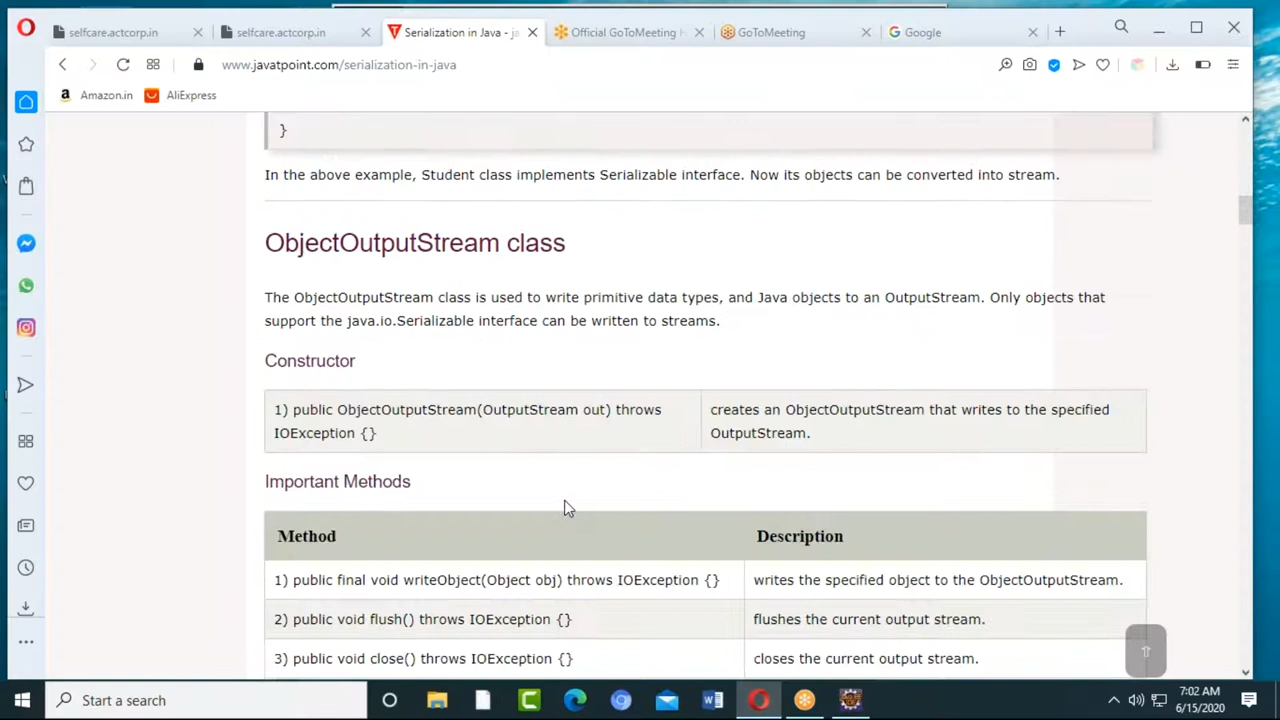 selfcare.actcorp.in
selfcare.actcorp.in
Serialization in Java - ja
Official GoToMeeting H
GoToMeeting
Google
www.javatpoint.com/serialization-in-java
Amazon.in
AliExpress
}
In the above example, Student class implements Serializable interface. Now its objects can be converted into stream.
ObjectOutputStream class
The ObjectOutputStream class is used to write primitive data types, and Java objects to an OutputStream. Only objects that
support the java.io.Serializable interface can be written to streams.
Constructor
1) public ObjectOutputStream(OutputStream out) throws
IOException {}
creates an ObjectOutputStream that writes to the specified
OutputStream.
Important Methods
Method
Description
1) public final void writeObject(Object obj) throws IOException {}
writes the specified object to the ObjectOutputStream.
2) public void flush() throws IOException {}
flushes the current output stream.
3) public void close() throws IOException {}
closes the current output stream.
Start a search
7:02 AM
6/15/2020